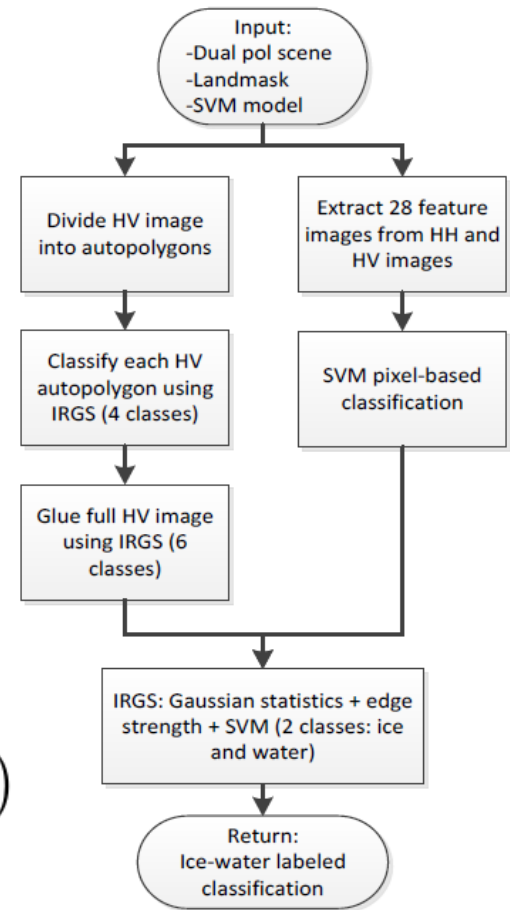 Input:
-Dual pol scene
-Landmask
-SVM model
Divide HV image
into autopolygons
Extract 28 feature
images from HH and
HV images
Classify each HV
autopolygon using
IRGS (4 classes)
SVM pixel-based
classification
Glue full HV image
using IRGS (6
classes)
IRGS: Gaussian statistics + edge
strength + SVM (2 classes: ice
and water)
)
Return:
Ice-water labeled
classification